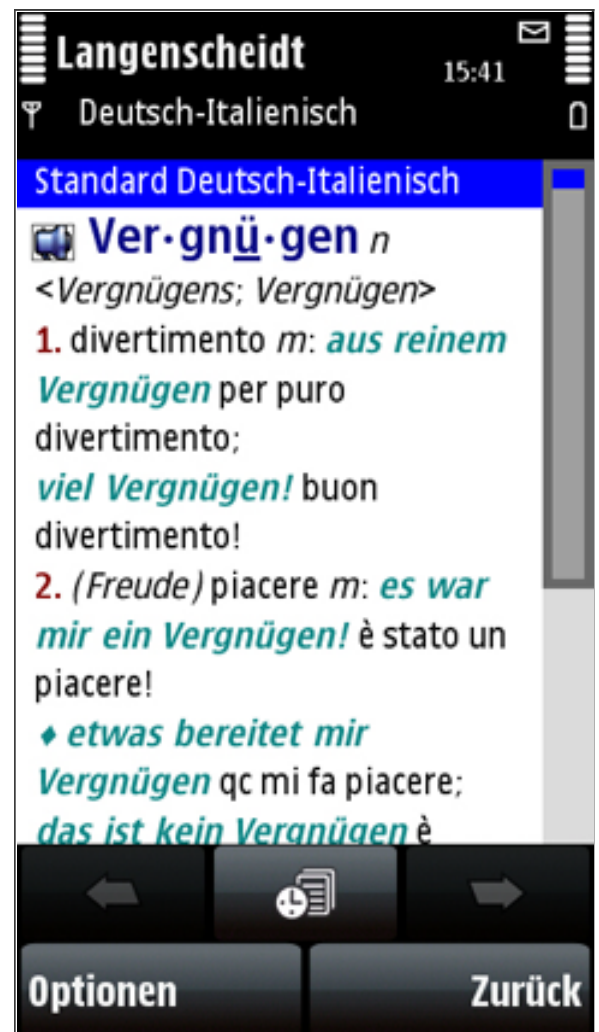 Langenscheidt
15:41
Deutsch-Italienisch
Standard Deutsch-Italienisch
Ver·gnü·gen n
<Vergnügens; Vergnügen>
1. divertimento m: aus reinem
Vergnügen per puro
divertimento;
viel Vergnügen! buon
divertimento!
2. (Freude) piacere m: es war
mir ein Vergnügen! è stato un
piacere!
♦ etwas bereitet mir
Vergnügen qc mi fa piacere;
das ist kein Vergnügen è
Optionen
Zurück